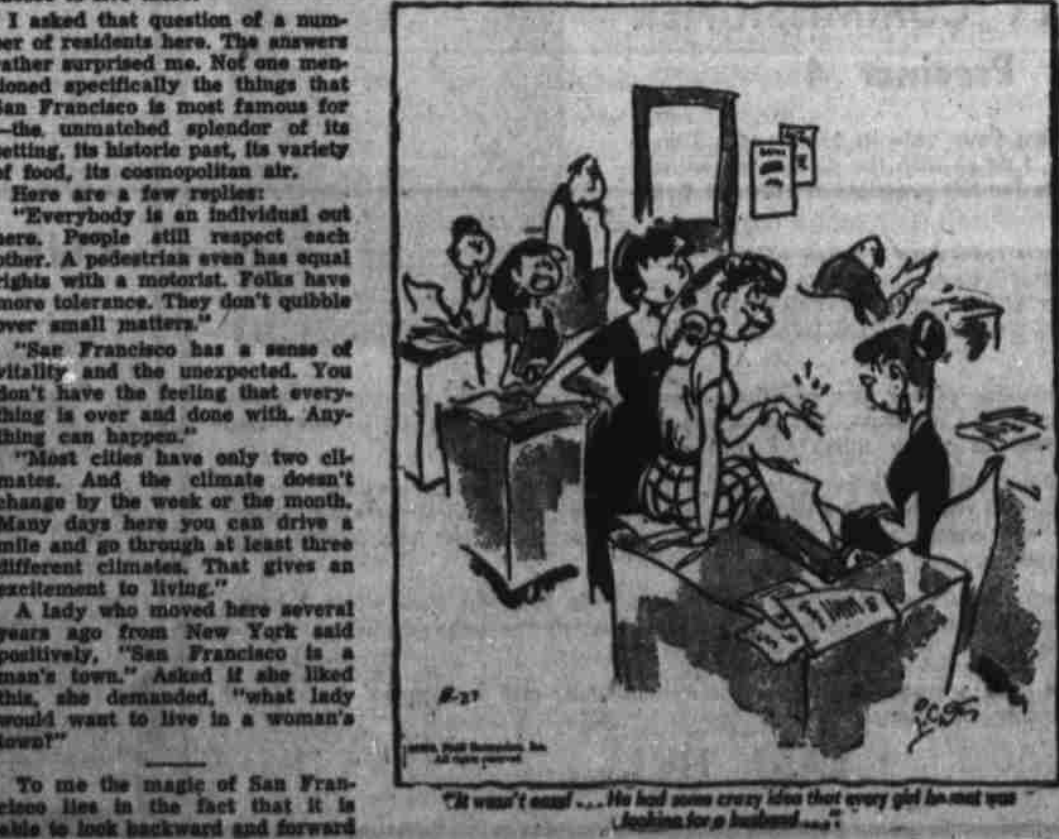 I asked that question of a num-
er of residents here. The answers
ather surprised me. Not one men-
ioned specifically the things that
San Francisco is most famous for
—the unmatched splendor of its
etting, its historic past, its variety
of food, its cosmopolitan air.
Here are a few replies:
"Everybody is an individual out
here. People still respect each
other. A pedestrian even has equal
rights with a motorist. Folks have
more tolerance. They don't quibble
over small matters."
"San Francisco has a sense of
vitality and the unexpected. You
don't have the feeling that every-
thing is over and done with. Any-
thing can happen."
"Most cities have only two cli-
mates. And the climate doesn't
change by the week or the month.
Many days here you can drive a
mile and go through at least three
different climates. That gives an
excitement to living."
A lady who moved here several
years ago from New York said
positively, "San Francisco is a
man's town." Asked if she liked
this, she demanded, "what lady
would want to live in a woman's
town?"
To me the magic of San Fran-
cisco lies in the fact that it is
able to look backward and forward
8-27
All rights reserved
"It wasn't easy! ... He had some crazy idea that every girl he met was
looking for a husband ..."